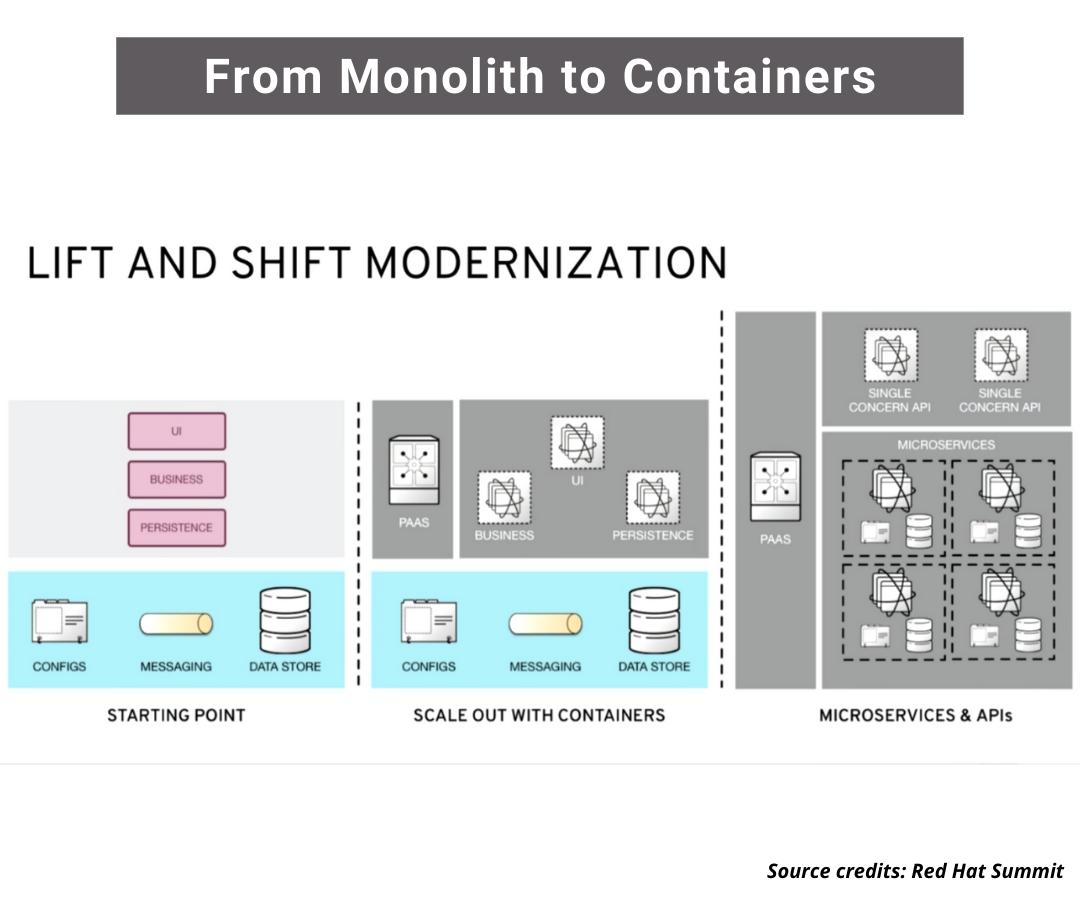 From Monolith to Containers
LIFT AND SHIFT MODERNIZATION
UI
BUSINESS
PERSISTENCE
CONFIGS
MESSAGING
DATA STORE
STARTING POINT
PAAS
UI
BUSINESS
PERSISTENCE
CONFIGS
MESSAGING
DATA STORE
SCALE OUT WITH CONTAINERS
PAAS
SINGLE
CONCERN API
SINGLE
CONCERN API
MICROSERVICES
MICROSERVICES & APIs
Source credits: Red Hat Summit